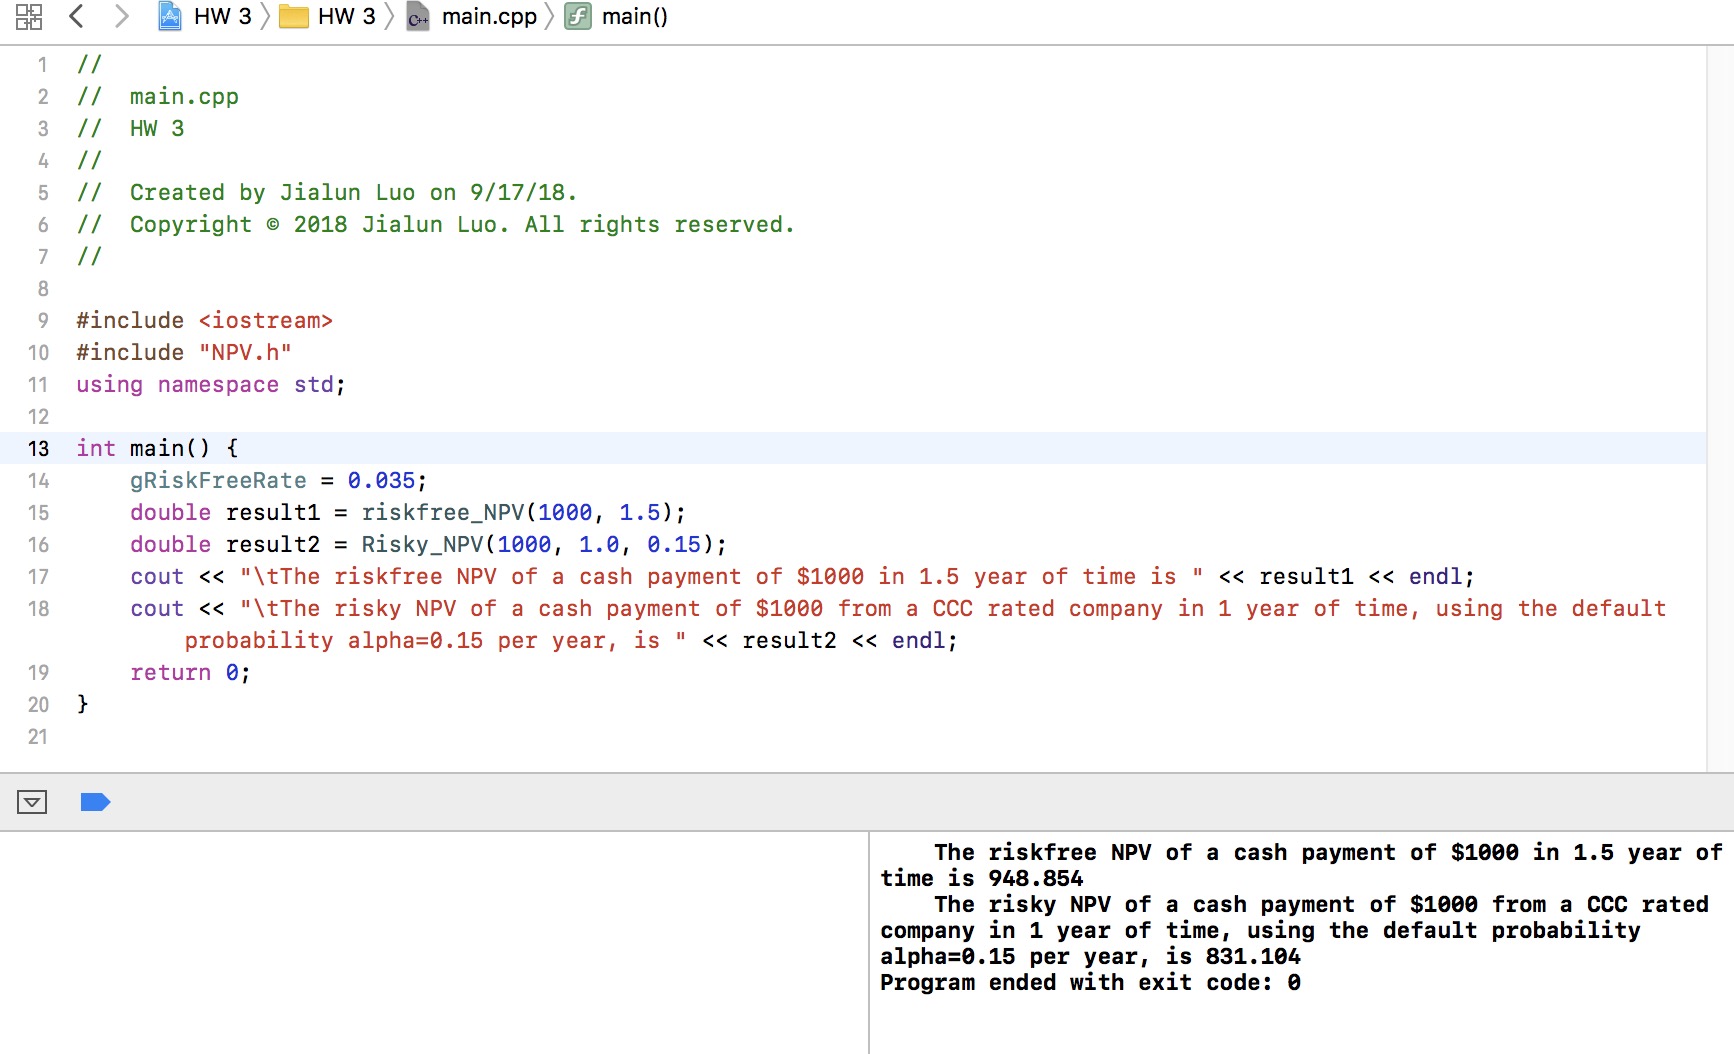 HW 3 HW 3 main.cpp main()
1 //
2 //  main.cpp
3 //  HW 3
4 //
5 //  Created by Jialun Luo on 9/17/18.
6 //  Copyright © 2018 Jialun Luo. All rights reserved.
7 //
8
9 #include <iostream>
10 #include "NPV.h"
11 using namespace std;
12
13 int main() {
14     gRiskFreeRate = 0.035;
15     double result1 = riskfree_NPV(1000, 1.5);
16     double result2 = Risky_NPV(1000, 1.0, 0.15);
17     cout << "\tThe riskfree NPV of a cash payment of $1000 in 1.5 year of time is " << result1 << endl;
18     cout << "\tThe risky NPV of a cash payment of $1000 from a CCC rated company in 1 year of time, using the default
probability alpha=0.15 per year, is " << result2 << endl;
19     return 0;
20 }
21
The riskfree NPV of a cash payment of $1000 in 1.5 year of
time is 948.854
The risky NPV of a cash payment of $1000 from a CCC rated
company in 1 year of time, using the default probability
alpha=0.15 per year, is 831.104
Program ended with exit code: 0